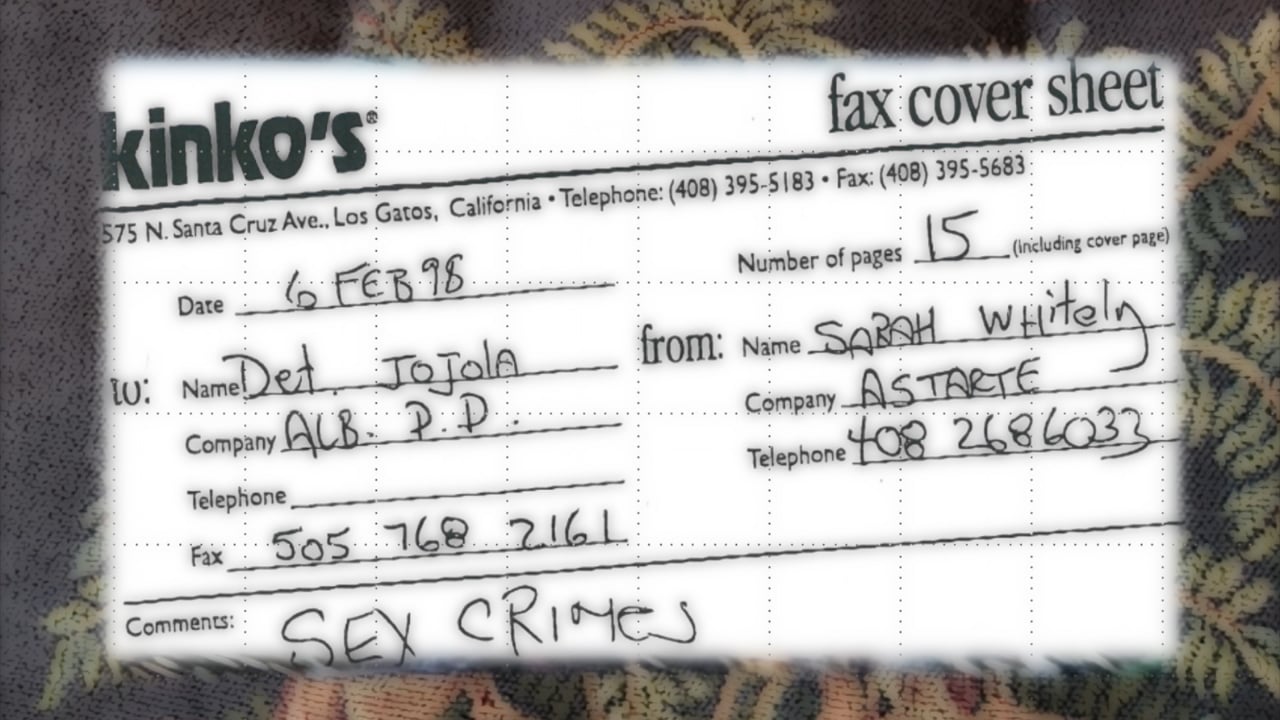 kinko's® fax cover sheet
575 N. Santa Cruz Ave., Los Gatos, California • Telephone: (408) 395-5183 • Fax: (408) 395-5683
Number of pages 15 (including cover page)
Date 6 FEB 98
to: Name Det. JOJOLA
Company ALB. P.D.
Telephone
Fax 505 768 2161
from: Name SARAH WHitely
Company ASTARTE
Telephone 408 2686033
Comments: SEX CRIMES